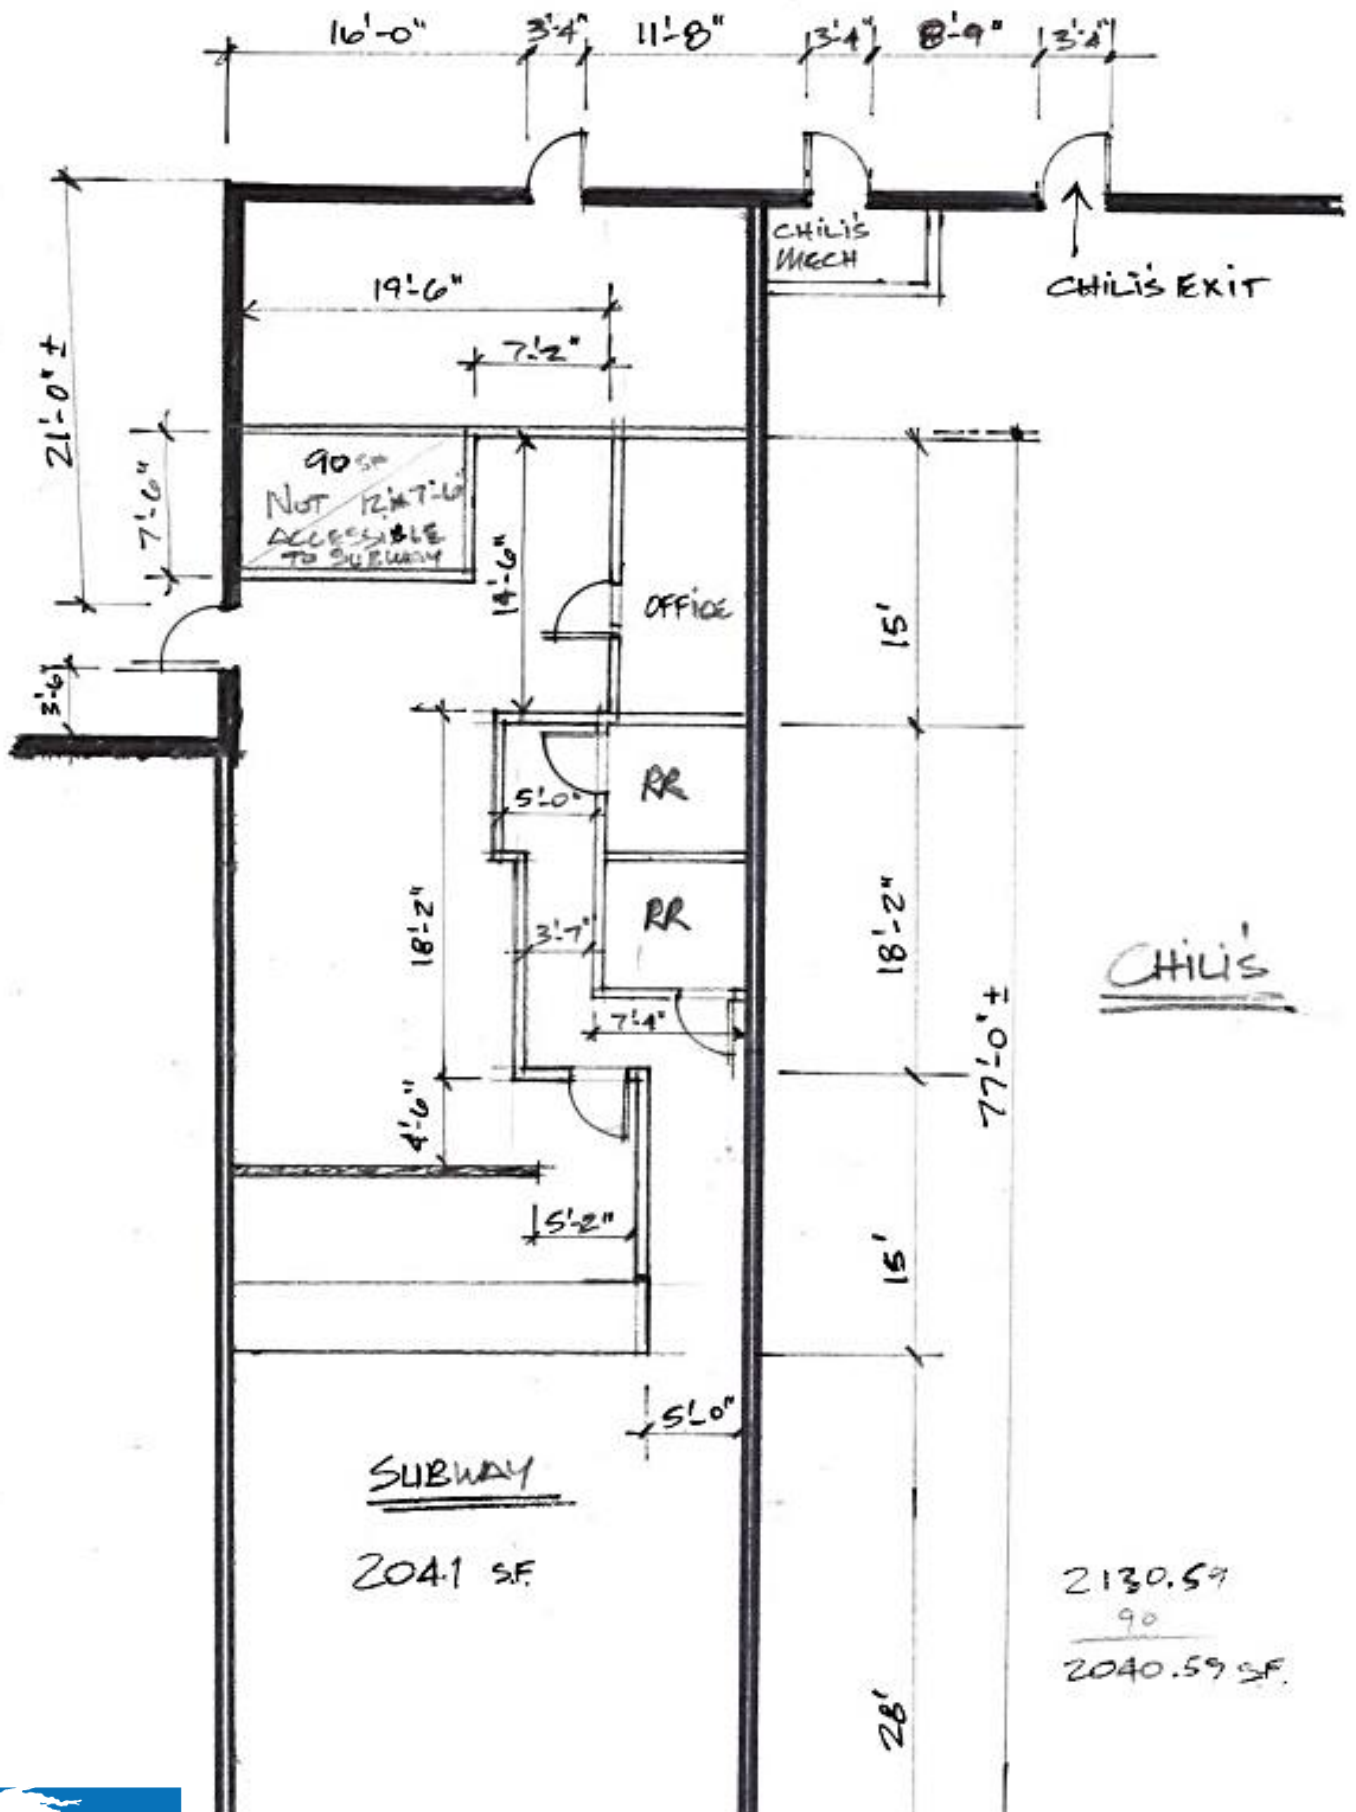 16'-0" 3'-4" 11'-8" 3'-4" 8'-9" 3'-4"
CHILI'S
MECH
CHILI'S EXIT
19'-6"
7'-2"
21'-0" ±
7'-6"
90 SF
NOT 12'x7'-6"
ACCESSIBLE
TO SUBWAY
14'-6"
OFFICE
15'
3'-6"
RR
5'-0"
18'-2"
RR
3'-7"
18'-2"
CHILI'S
7'-4"
77'-0" ±
4'-6"
5'-2"
15'
5'-0"
SUBWAY
2041 S.F.
2130.59
90
2040.59 S.F.
28'